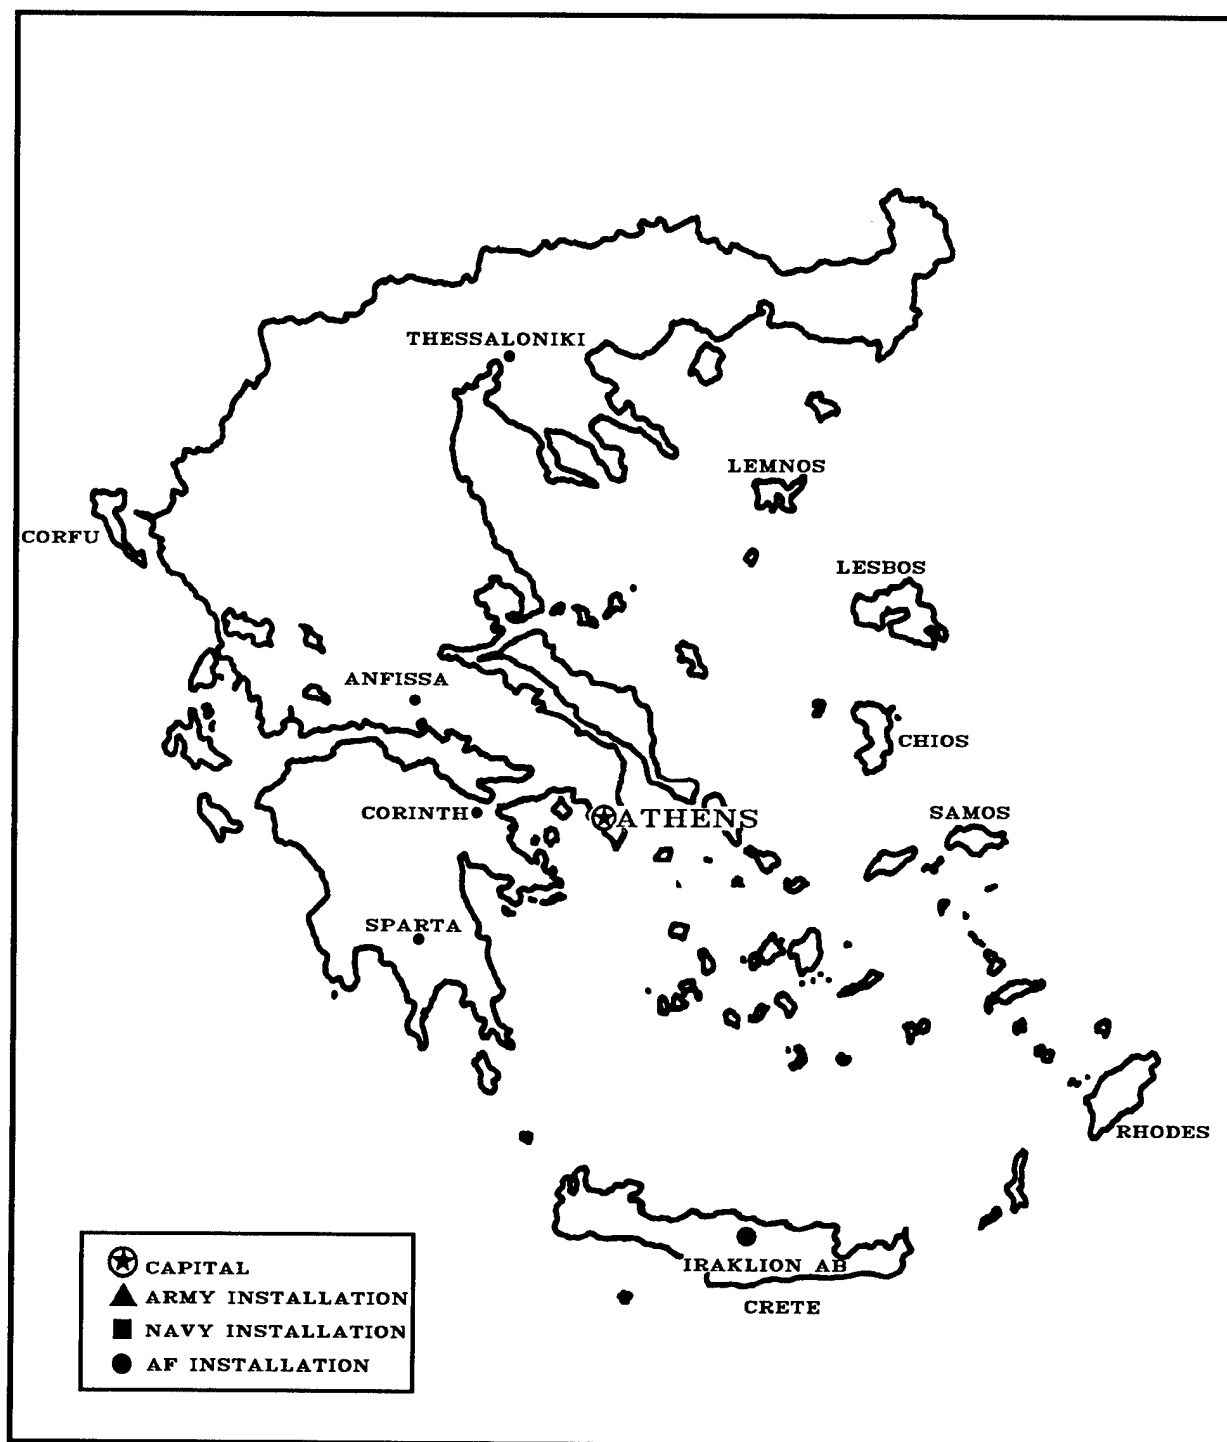 THESSALONIKI
LEMNOS
CORFU
LESBOS
ANFISSA
CHIOS
CORINTH
ATHENS
SAMOS
SPARTA
RHODES
IRAKLION AB
CRETE
CAPITAL
ARMY INSTALLATION
NAVY INSTALLATION
AF INSTALLATION